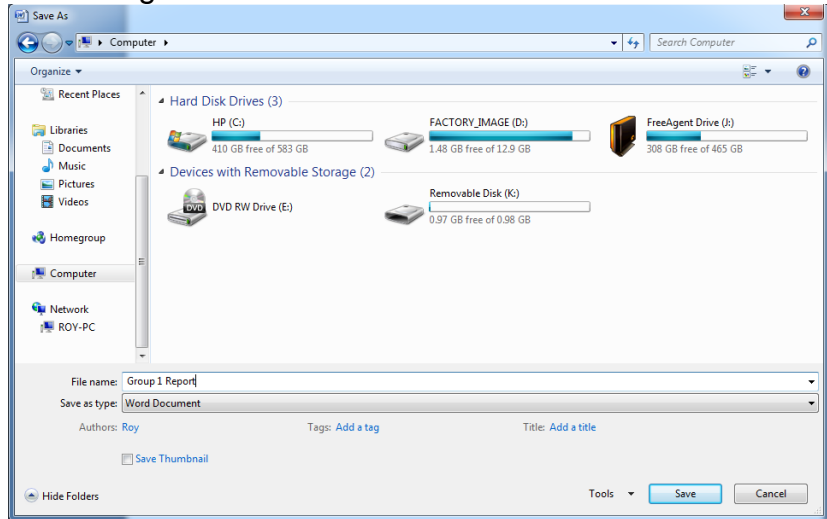 Save As
Computer
Search Computer
Organize
Recent Places
Libraries
Documents
Music
Pictures
Videos
Homegroup
Computer
Network
ROY-PC
Hard Disk Drives (3)
HP (C:)
410 GB free of 583 GB
FACTORY_IMAGE (D:)
1.48 GB free of 12.9 GB
FreeAgent Drive (J:)
308 GB free of 465 GB
Devices with Removable Storage (2)
DVD
DVD RW Drive (E:)
Removable Disk (K:)
0.97 GB free of 0.98 GB
File name: Group 1 Report
Save as type: Word Document
Authors: Roy Tags: Add a tag Title: Add a title
Save Thumbnail
Hide Folders Tools Save Cancel